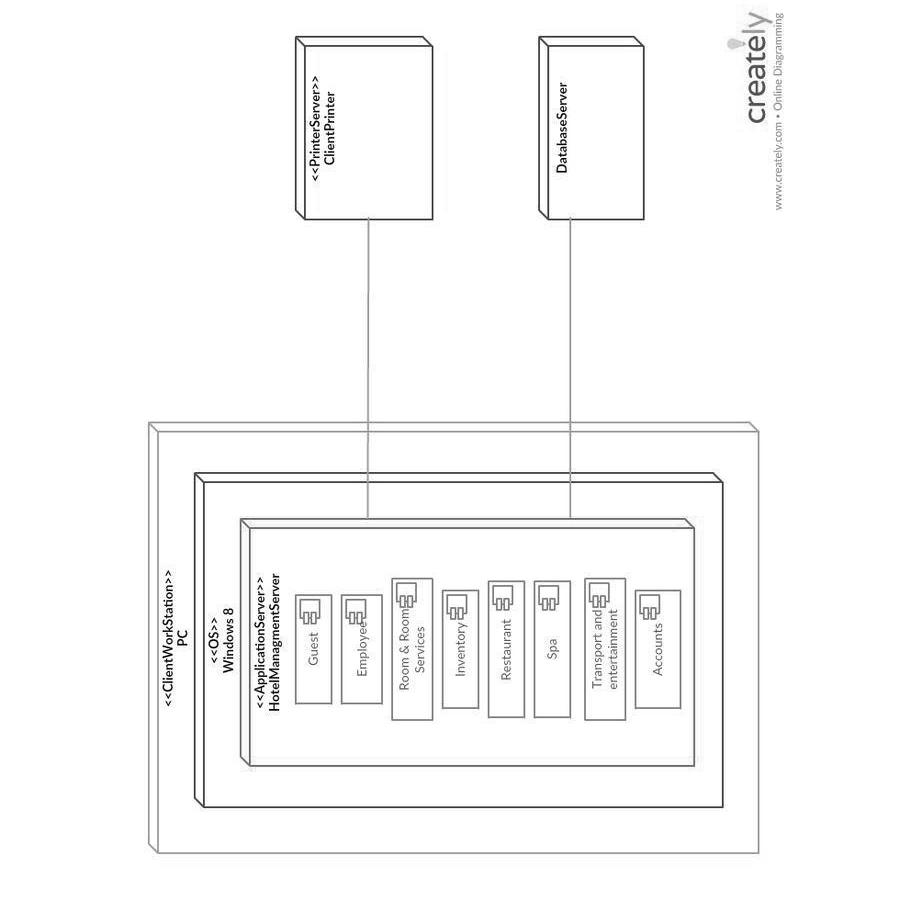 <<ClientWorkStation>>
PC
<<OS>>
Windows 8
<<ApplicationServer>>
HotelManagmentServer
Guest
Employee
Room & Room
Services
Inventory
Restaurant
Spa
Transport and
entertainment
Accounts
<<PrinterServer>>
ClientPrinter
DatabaseServer
creately
www.creately.com • Online Diagramming